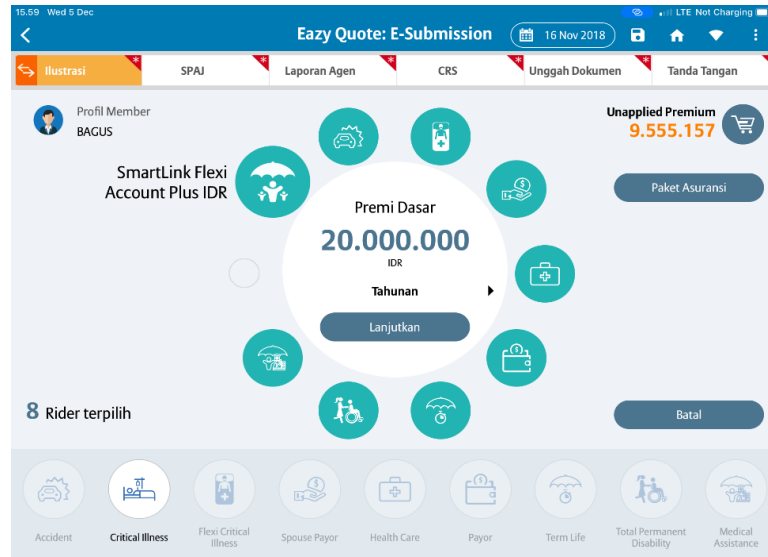 15.59 Wed 5 Dec
LTE Not Charging
Eazy Quote: E-Submission
16 Nov 2018
Ilustrasi
SPAJ
Laporan Agen
CRS
Unggah Dokumen
Tanda Tangan
Profil Member
BAGUS
Unapplied Premium
9.555.157
SmartLink Flexi
Account Plus IDR
Paket Asuransi
Premi Dasar
20.000.000
IDR
Tahunan
Lanjutkan
8 Rider terpilih
Batal
Accident
Critical Illness
Flexi Critical
Illness
Spouse Payor
Health Care
Payor
Term Life
Total Permanent
Disability
Medical
Assistance